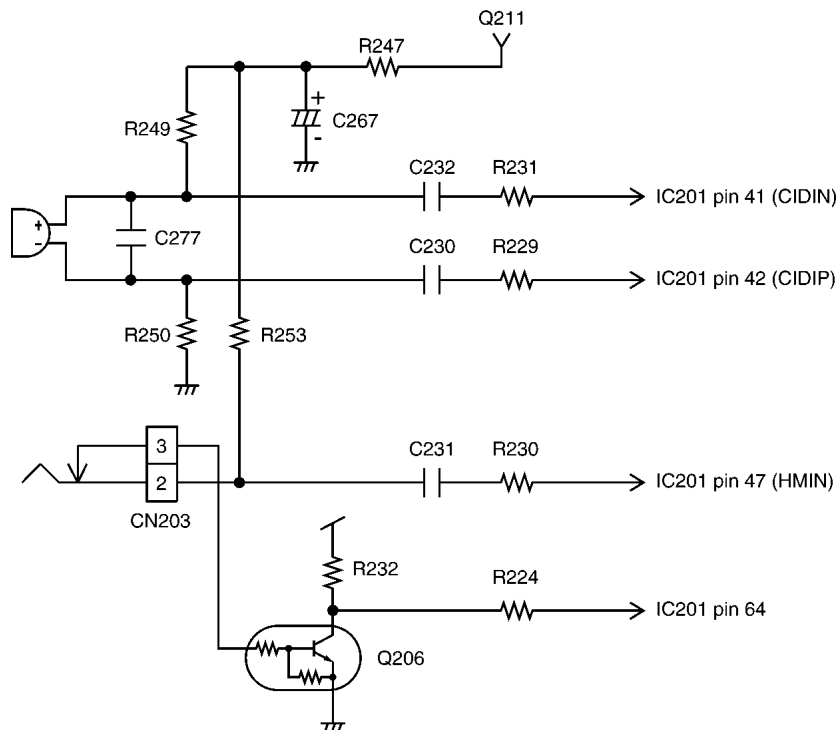 Q211
R247
+
R249
C267
-
C232
R231
IC201 pin 41 (CIDIN)
+
-
C277
C230
R229
IC201 pin 42 (CIDIP)
R250
R253
3
C231
R230
2
IC201 pin 47 (HMIN)
CN203
R232
R224
IC201 pin 64
Q206